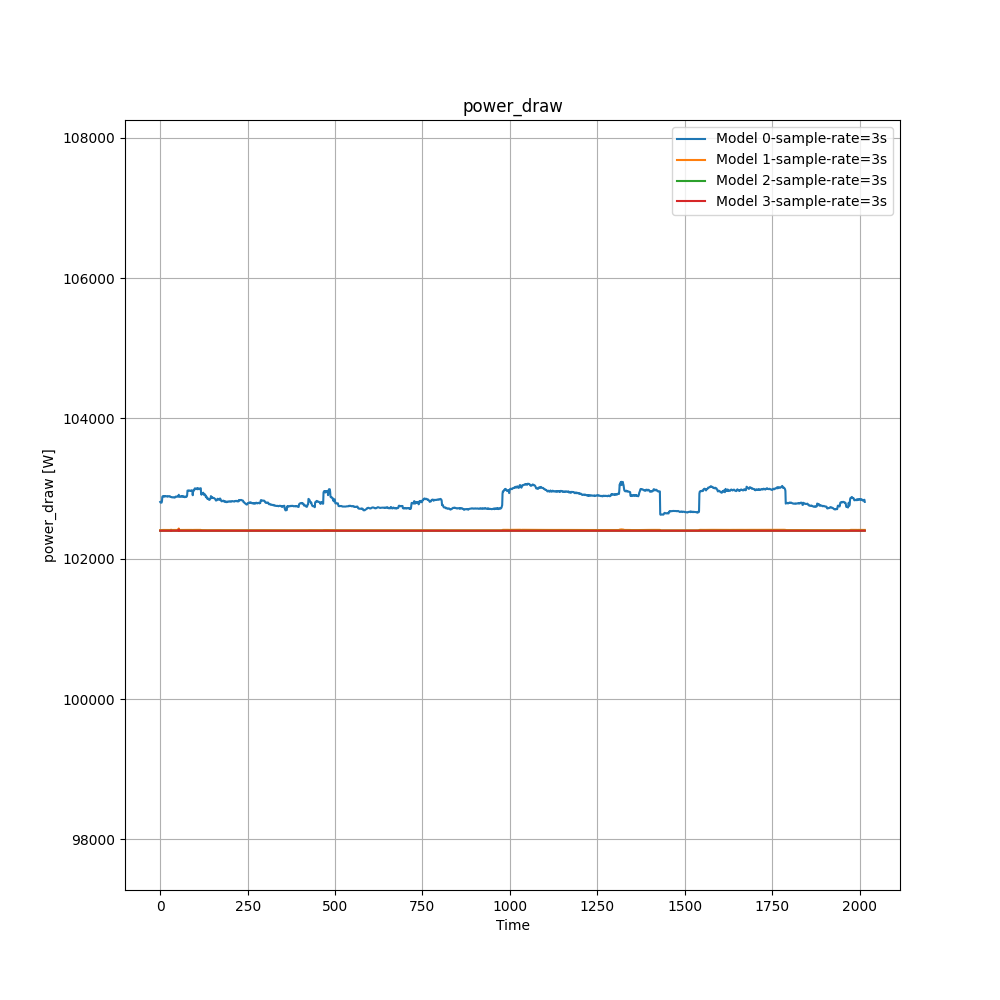 power_draw
108000
106000
104000
102000
100000
98000
power_draw [W]
Model 0-sample-rate=3s
Model 1-sample-rate=3s
Model 2-sample-rate=3s
Model 3-sample-rate=3s
0 250 500 750 1000 1250 1500 1750 2000
Time